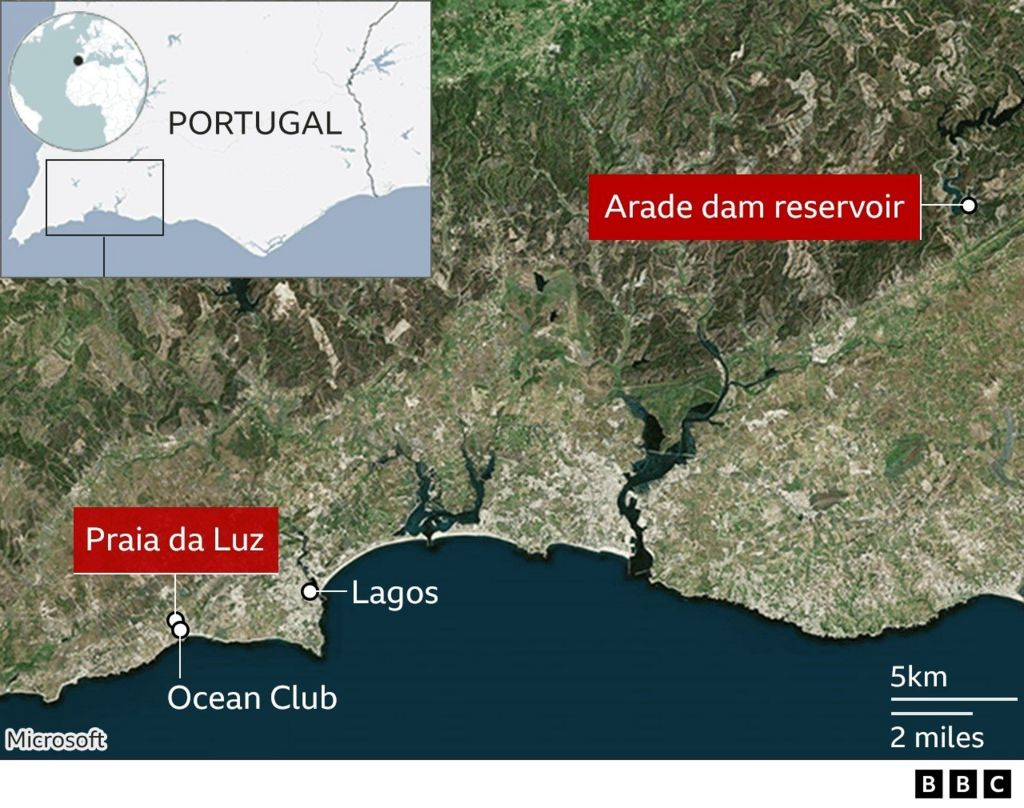 PORTUGAL
Arade dam reservoir
Praia da Luz
Lagos
Ocean Club
5km
2 miles
Microsoft
BBC